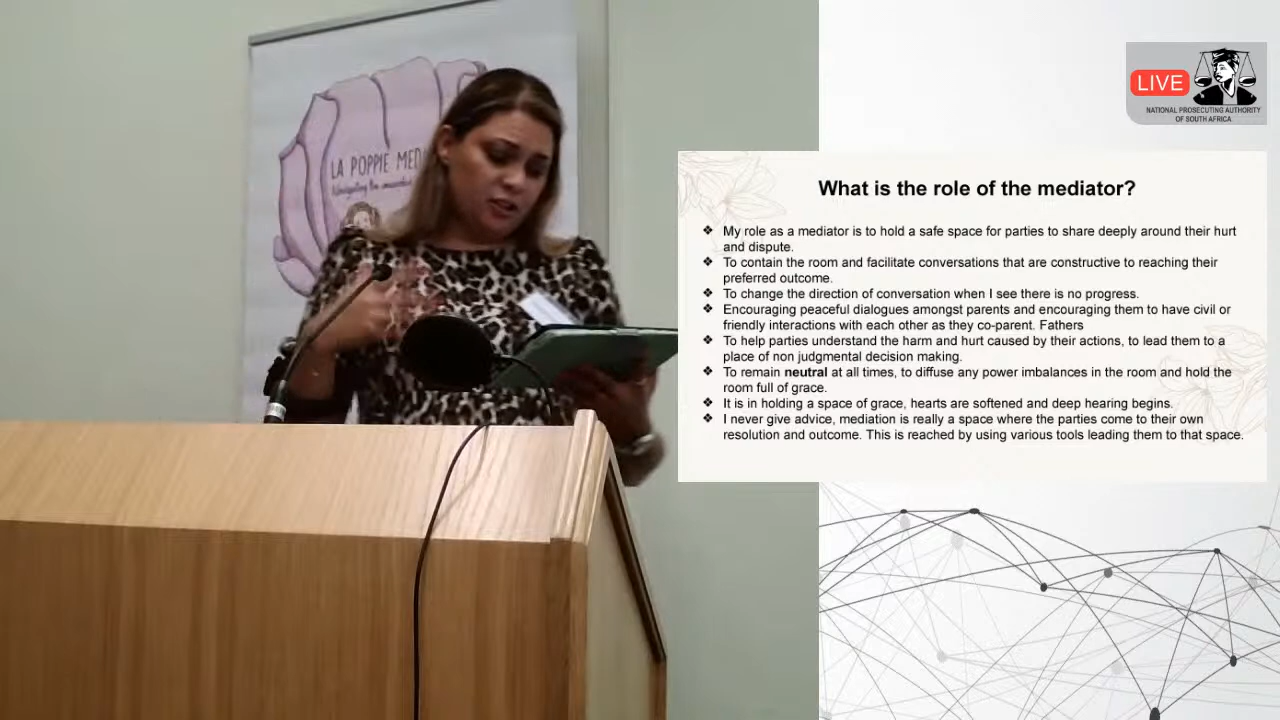 LA POPPIE
LIVE
NATIONAL PROSECUTING AUTHORITY
OF SOUTH AFRICA
What is the role of the mediator?
❖ My role as a mediator is to hold a safe space for parties to share deeply around their hurt
and dispute.
❖ To contain the room and facilitate conversations that are constructive to reaching their
preferred outcome.
❖ To change the direction of conversation when I see there is no progress.
❖ Encouraging peaceful dialogues amongst parents and encouraging them to have civil or
friendly interactions with each other as they co-parent. Fathers
❖ To help parties understand the harm and hurt caused by their actions, to lead them to a
place of non judgmental decision making.
❖ To remain neutral at all times, to diffuse any power imbalances in the room and hold the
room full of grace.
❖ It is in holding a space of grace, hearts are softened and deep hearing begins.
❖ I never give advice, mediation is really a space where the parties come to their own
resolution and outcome. This is reached by using various tools leading them to that space.